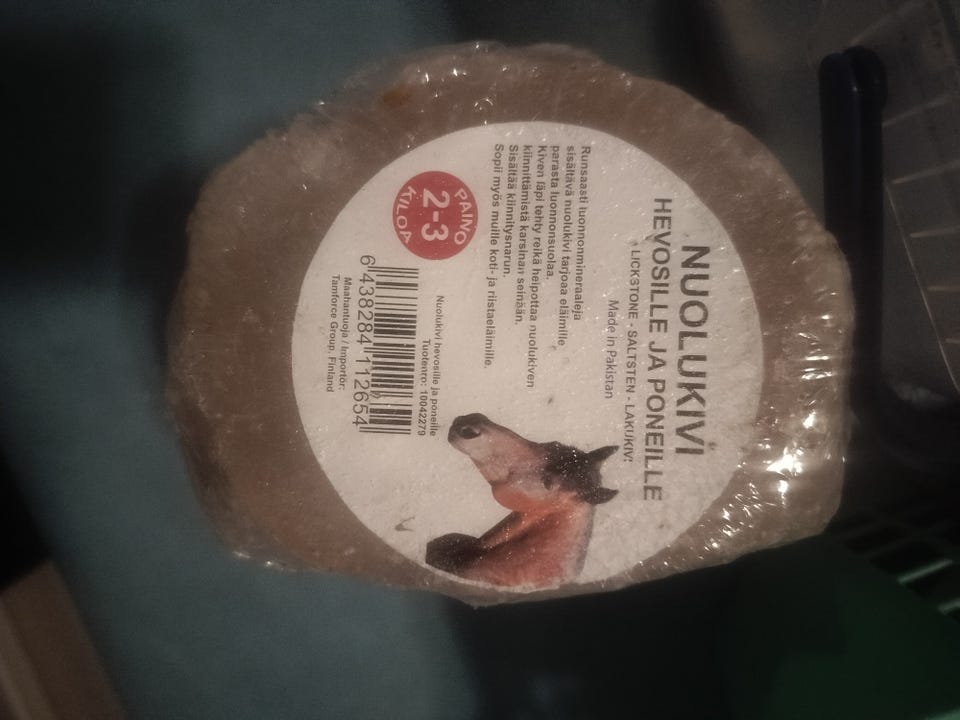 NUOLUKIVI
HEVOSILLE JA PONEILLE
LICKSTONE - SALTSTEN - LAKUKIVI
Made in Pakistan
Runsaasti luonnonmineraaleja
sisältävä nuolukivi tarjoaa eläimille
parasta luonnonsuolaa.
Kiven läpi tehty reikä helpottaa nuolukiven
kiinnittämistä karsinan seinään.
Sisältää kiinnitysnarun.
Sopii myös muille koti- ja riistaeläimille.
PAINO
2-3
KILOA
Nuolukivi hevosille ja poneille
Tuotenro: 10042279
6 438284 112654
Maahantuoja / Importör:
Tamforce Group, Finland